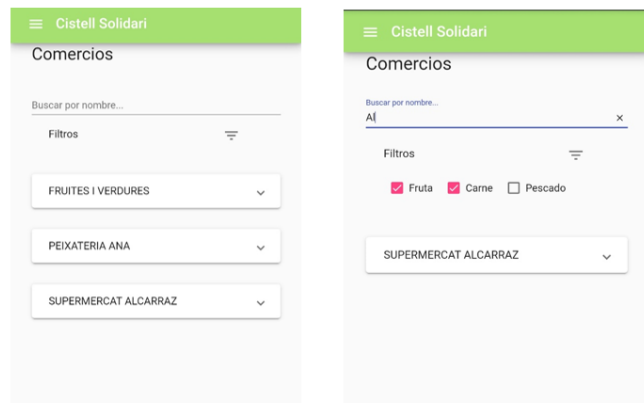 Cistell Solidari
Comercios
Buscar por nombre...
Filtros
FRUITES I VERDURES
PEIXATERIA ANA
SUPERMERCAT ALCARRAZ
Cistell Solidari
Comercios
Buscar por nombre...
Al
Filtros
Fruta Carne Pescado
SUPERMERCAT ALCARRAZ